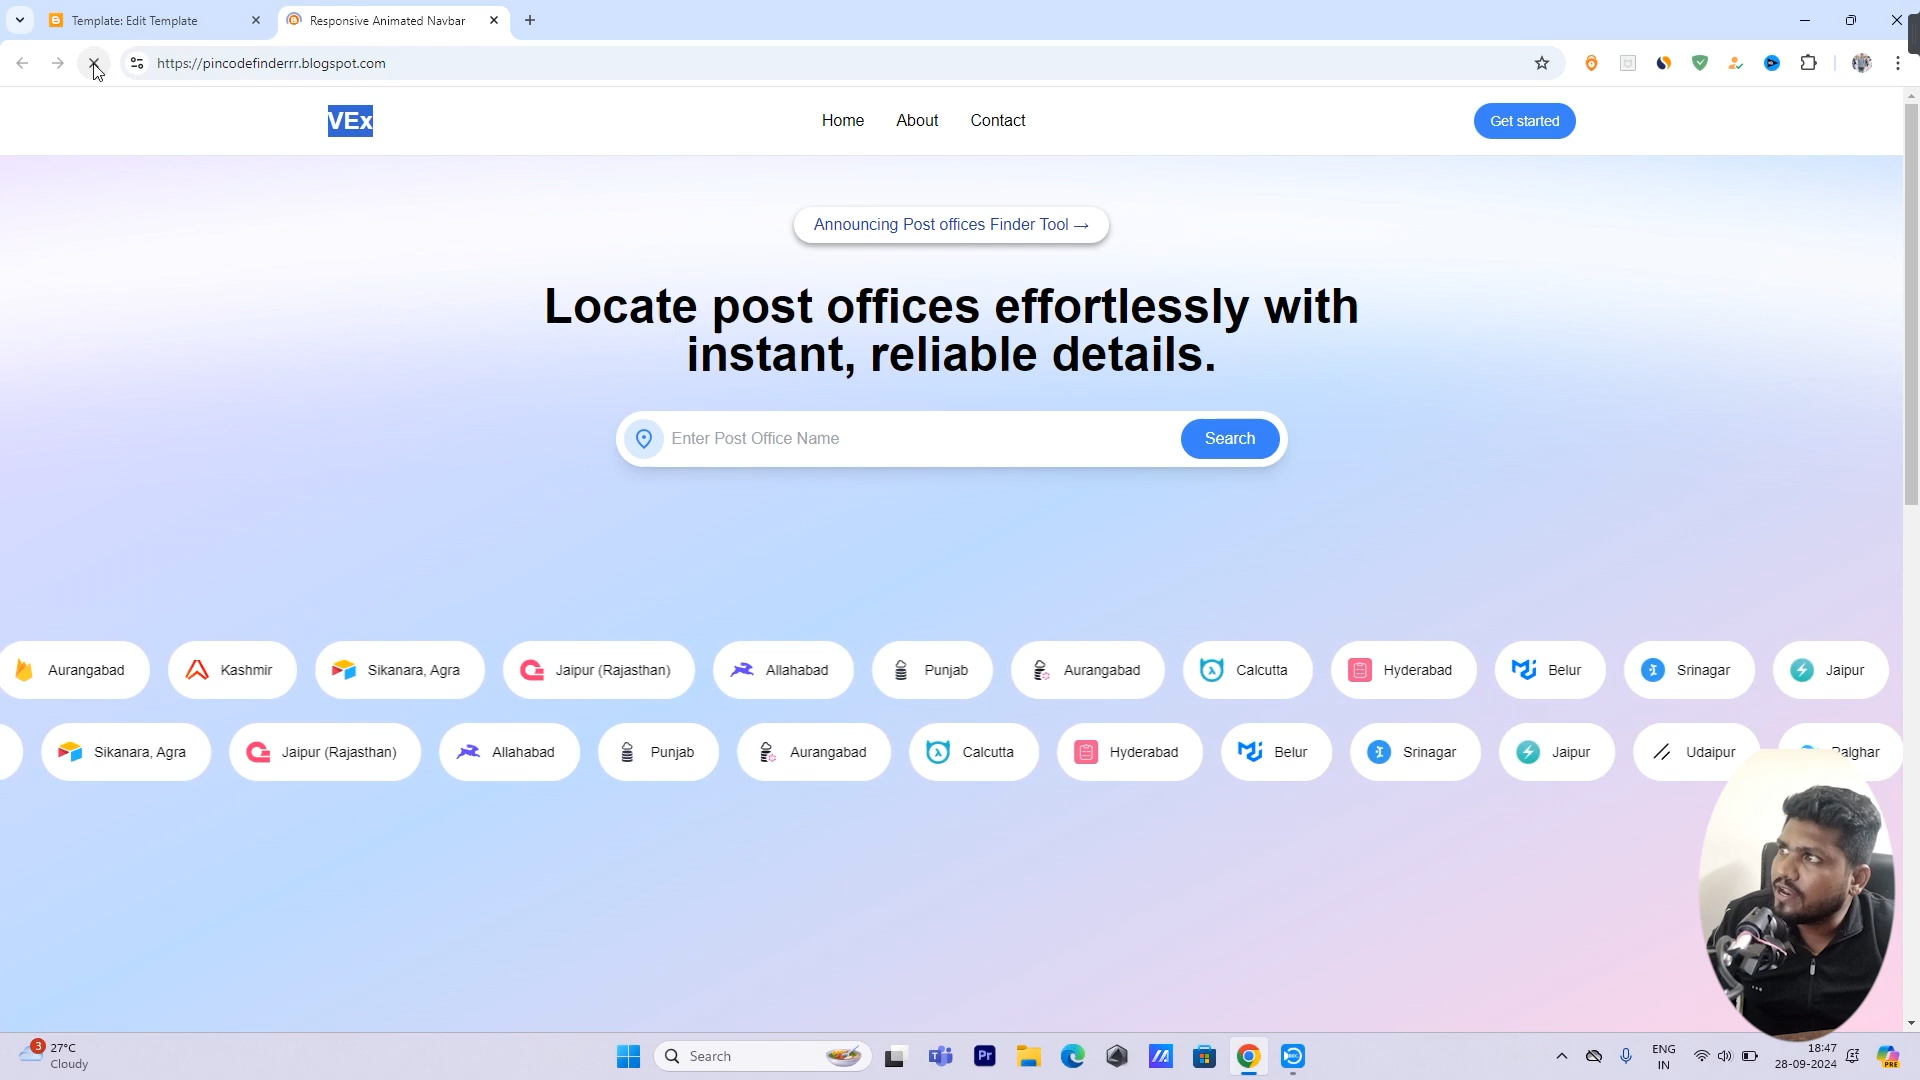 Template: Edit Template
Responsive Animated Navbar
https://pincodefinderrr.blogspot.com
VEx
Home
About
Contact
Get started
Announcing Post offices Finder Tool →
Locate post offices effortlessly with
instant, reliable details.
Enter Post Office Name
Search
Aurangabad
Kashmir
Sikanara, Agra
Jaipur (Rajasthan)
Allahabad
Punjab
Aurangabad
Calcutta
Hyderabad
Belur
Srinagar
Jaipur
Sikanara, Agra
Jaipur (Rajasthan)
Allahabad
Punjab
Aurangabad
Calcutta
Hyderabad
Belur
Srinagar
Jaipur
Udaipur
Palghar
3
27°C
Cloudy
Search
Pr
ENG
IN
18:47
28-09-2024
PRE